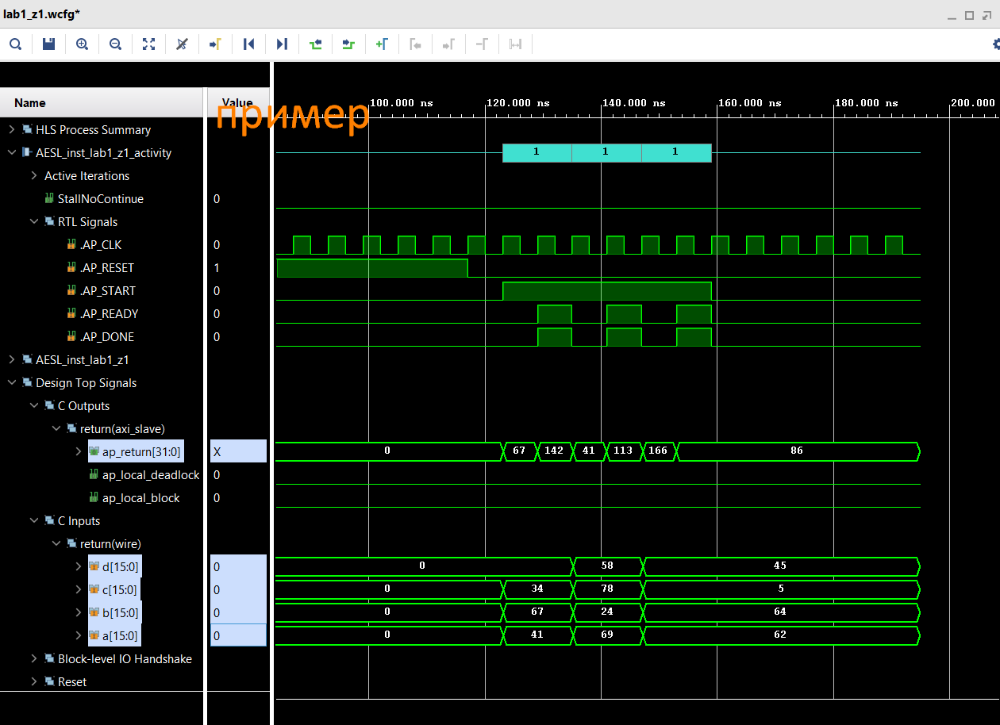 lab1_z1.wcfg*
Name Value
пример
100.000 ns 120.000 ns 140.000 ns 160.000 ns 180.000 ns 200.000
HLS Process Summary
AESL_inst_lab1_z1_activity 1 1 1
Active Iterations
StallNoContinue 0
RTL Signals
.AP_CLK 0
.AP_RESET 1
.AP_START 0
.AP_READY 0
.AP_DONE 0
AESL_inst_lab1_z1
Design Top Signals
C Outputs
return(axi_slave)
ap_return[31:0] X 0 67 142 41 113 166 86
ap_local_deadlock 0
ap_local_block 0
C Inputs
return(wire)
d[15:0] 0 0 58 45
c[15:0] 0 0 34 78 5
b[15:0] 0 0 67 24 64
a[15:0] 0 0 41 69 62
Block-level IO Handshake
Reset